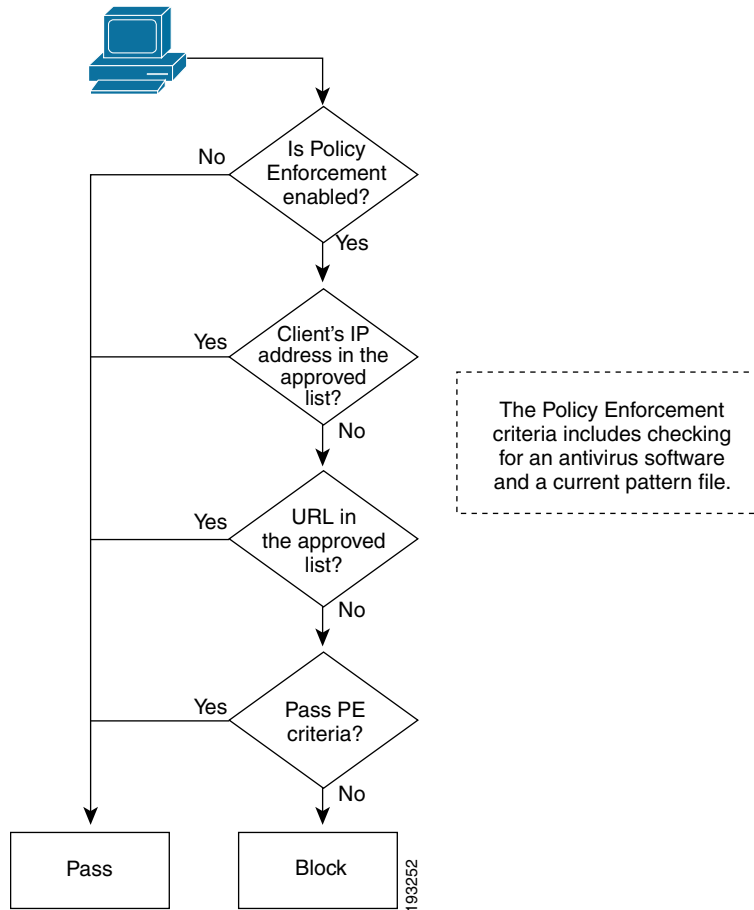 Is Policy
Enforcement
enabled?
No
Yes
Client's IP
address in the
approved
list?
Yes
No
The Policy Enforcement
criteria includes checking
for an antivirus software
and a current pattern file.
URL in
the approved
list?
Yes
No
Pass PE
criteria?
Yes
No
Pass
Block
193252